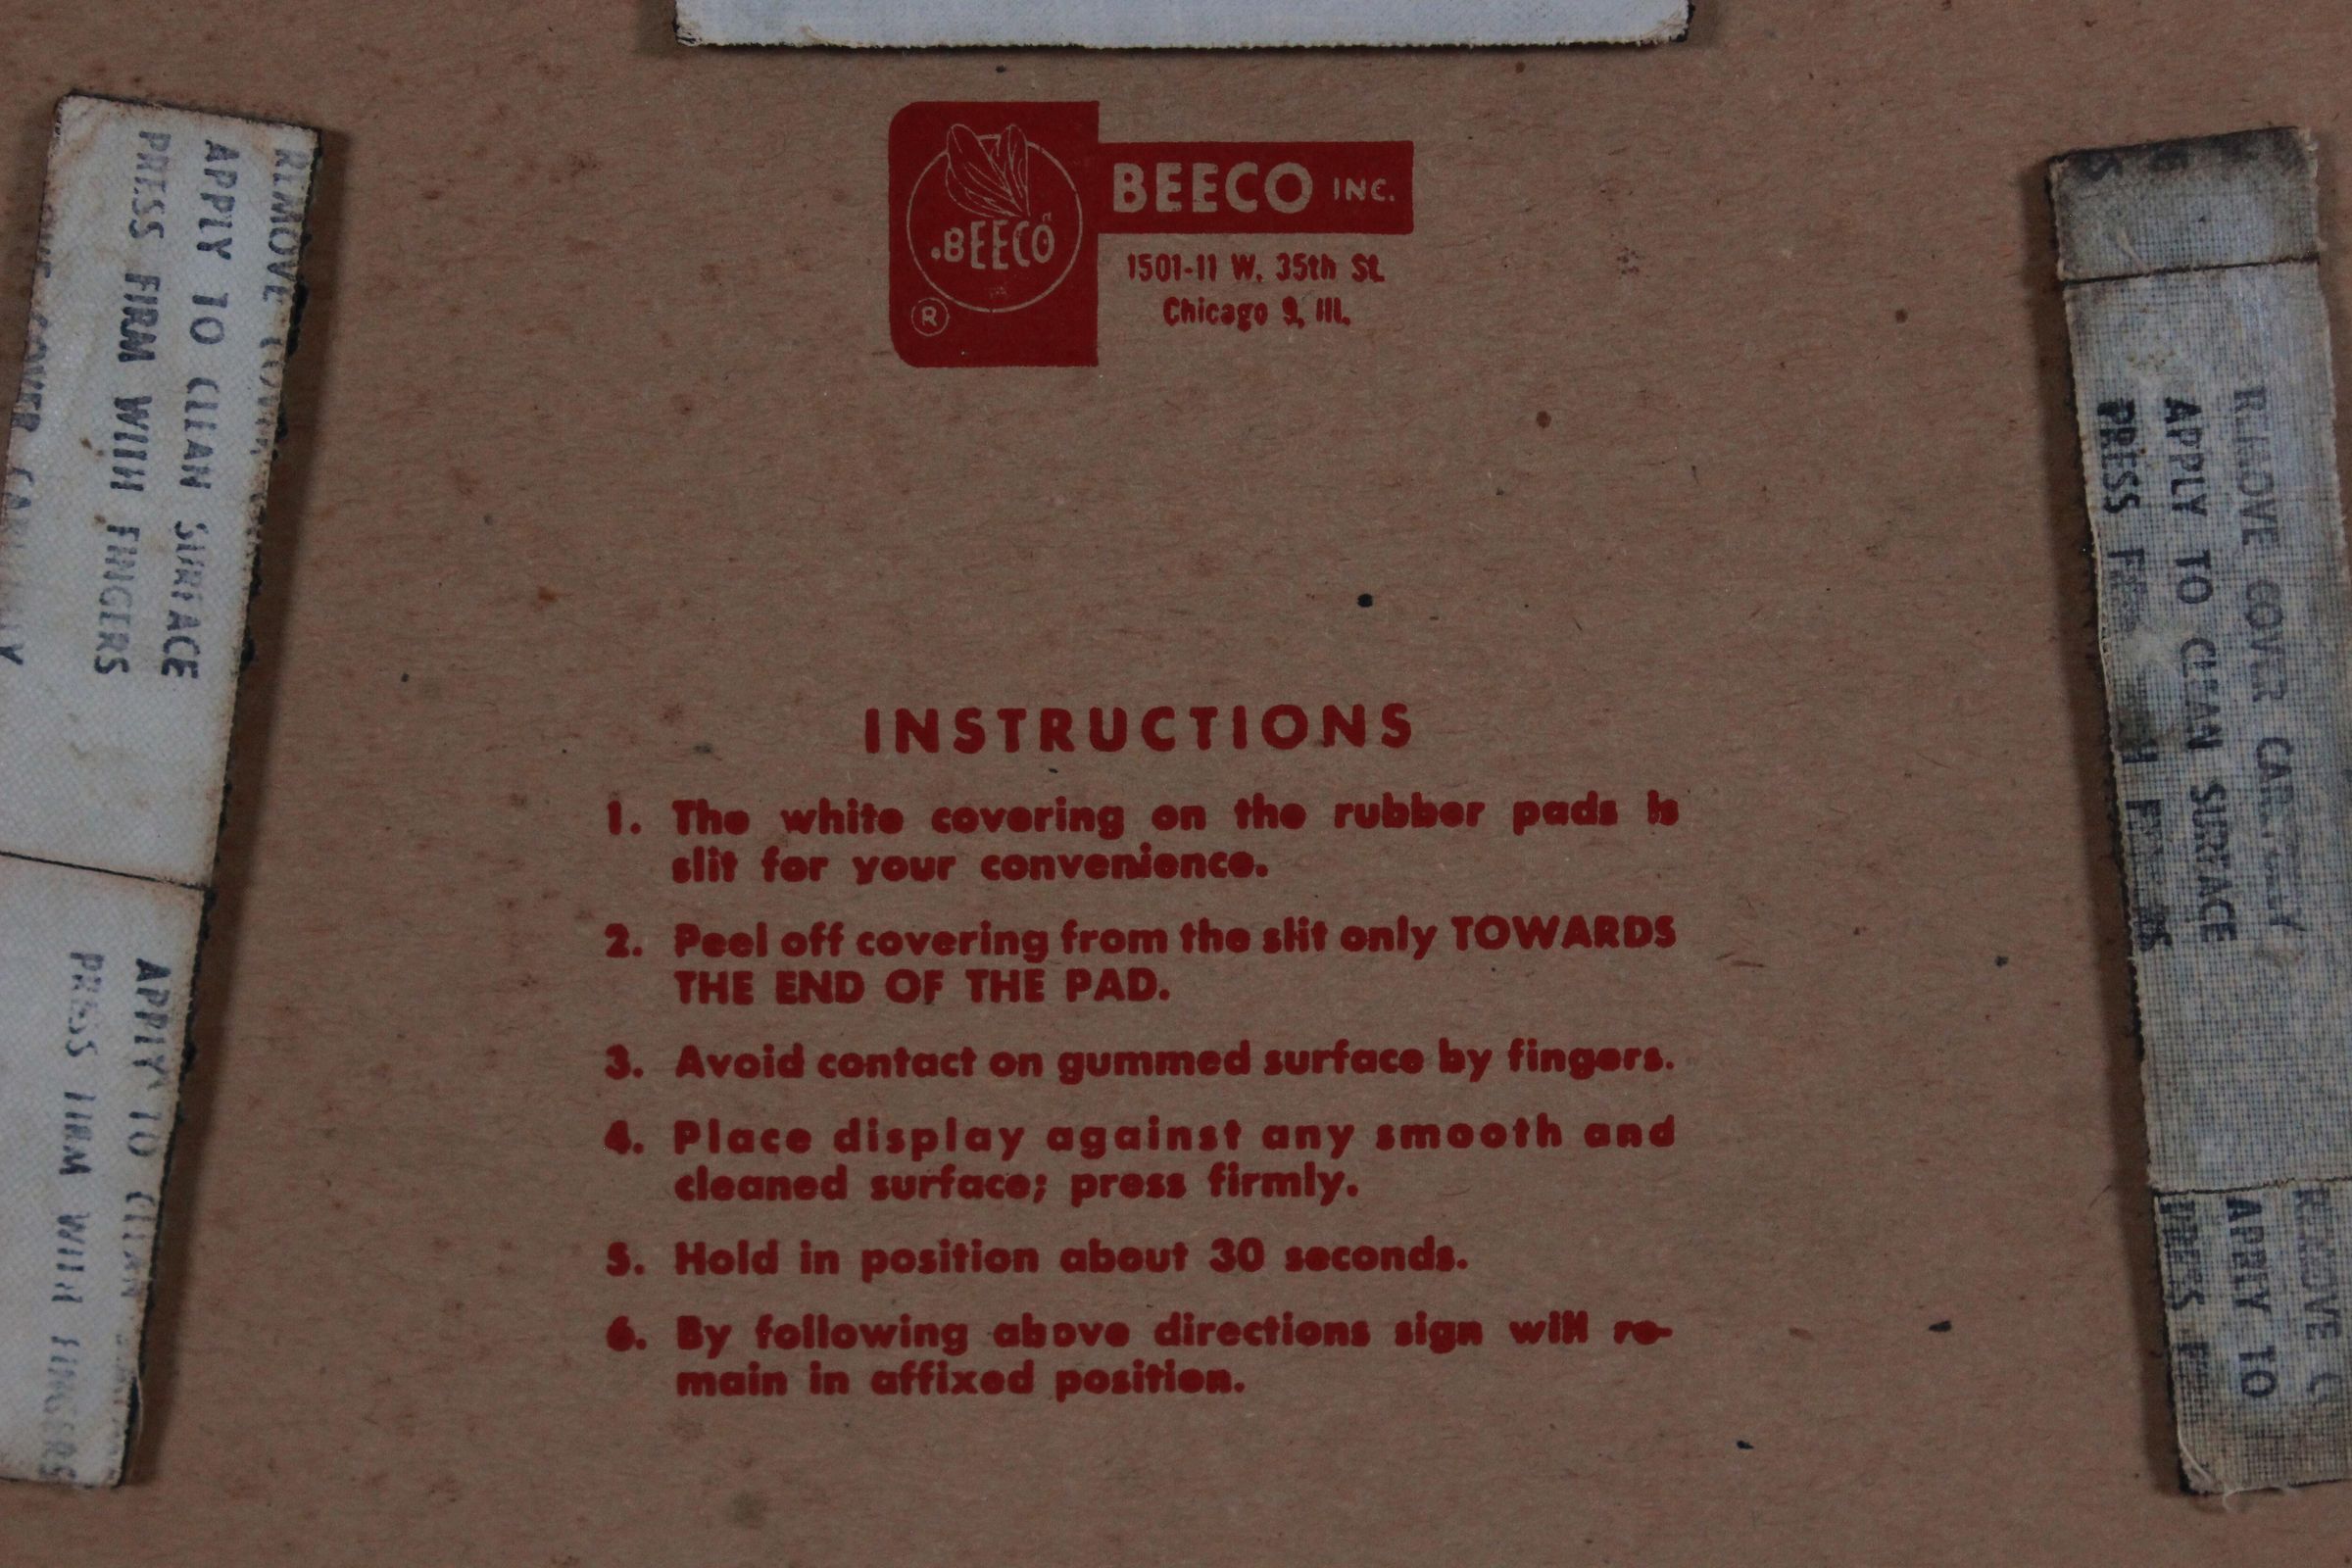 BEECO
®
BEECO INC.
1501-11 W. 35th St.
Chicago 9, Ill.
INSTRUCTIONS
1. The white covering on the rubber pads is
slit for your convenience.
2. Peel off covering from the slit only TOWARDS
THE END OF THE PAD.
3. Avoid contact on gummed surface by fingers.
4. Place display against any smooth and
cleaned surface; press firmly.
5. Hold in position about 30 seconds.
6. By following above directions sign will re-
main in affixed position.
REMOVE COVER
APPLY TO CLEAN SURFACE
PRESS FIRM WITH FINGERS
COVER
APPLY TO CLEAN
PRESS FIRM WITH FINGERS
REMOVE COVER CAREFULLY
APPLY TO CLEAN SURFACE
PRESS
REMOVE
APPLY TO
PRESS